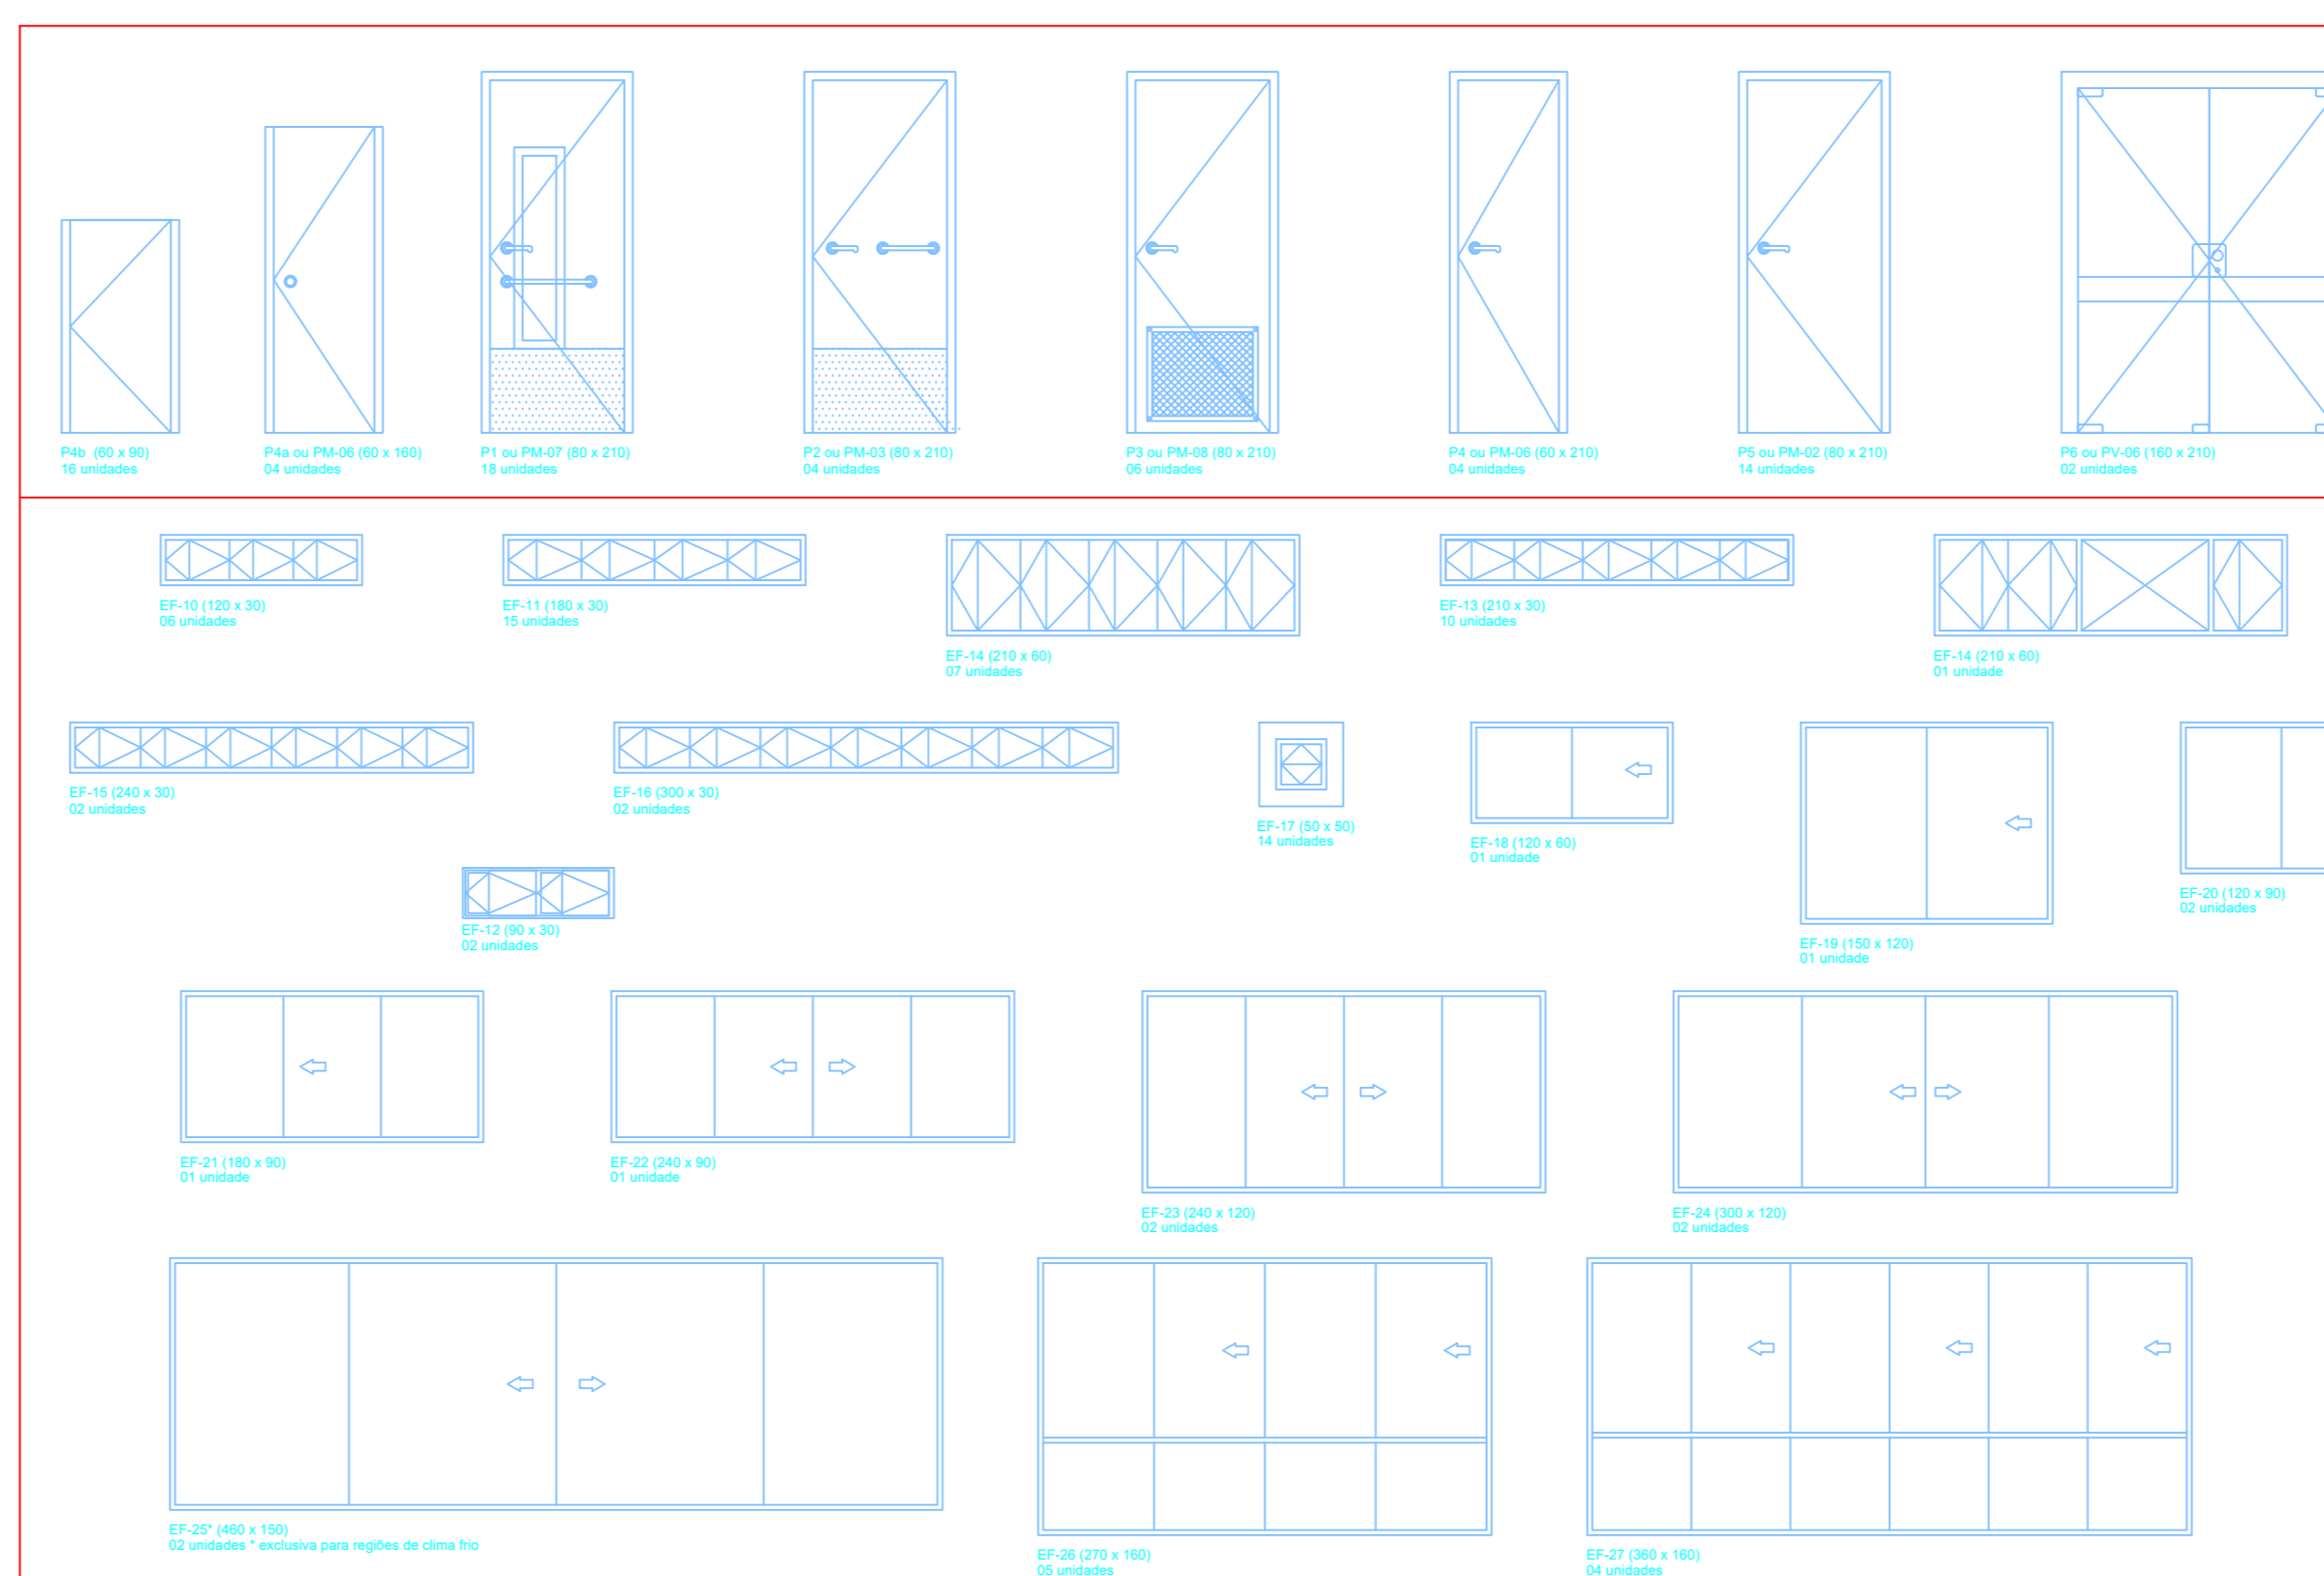 P4b  (60 x 90)
16 unidades
P4a ou PM-06 (60 x 160)
04 unidades
P1 ou PM-07 (80 x 210)
18 unidades
P2 ou PM-03 (80 x 210)
04 unidades
P3 ou PM-08 (80 x 210)
06 unidades
P4 ou PM-06 (60 x 210)
04 unidades
P5 ou PM-02 (80 x 210)
14 unidades
P6 ou PV-06 (160 x 210)
02 unidades
EF-10 (120 x 30)
06 unidades
EF-11 (180 x 30)
15 unidades
EF-14 (210 x 60)
07 unidades
EF-13 (210 x 30)
10 unidades
EF-14 (210 x 60)
01 unidade
EF-15 (240 x 30)
02 unidades
EF-16 (300 x 30)
02 unidades
EF-17 (50 x 50)
14 unidades
EF-18 (120 x 60)
01 unidade
EF-19 (150 x 120)
01 unidade
EF-20 (120 x 90)
02 unidades
EF-12 (90 x 30)
02 unidades
EF-21 (180 x 90)
01 unidade
EF-22 (240 x 90)
01 unidade
EF-23 (240 x 120)
02 unidades
EF-24 (300 x 120)
02 unidades
EF-25* (460 x 150)
02 unidades * exclusiva para regiões de clima frio
EF-26 (270 x 160)
05 unidades
EF-27 (360 x 160)
04 unidades